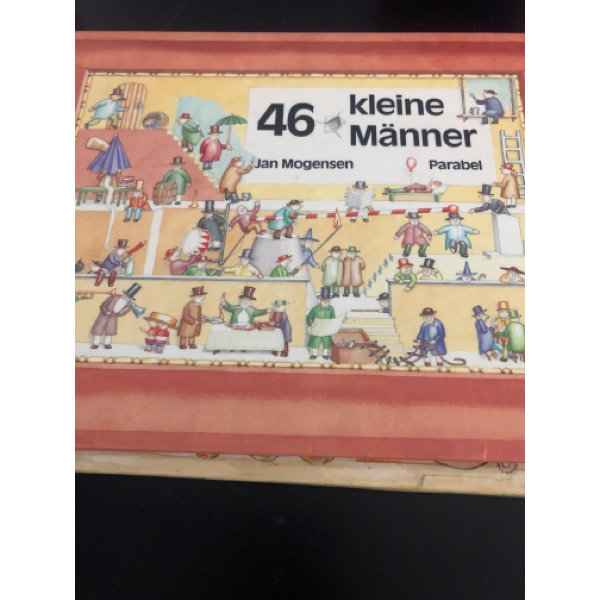 46 kleine
Männer
Jan Mogensen Parabel